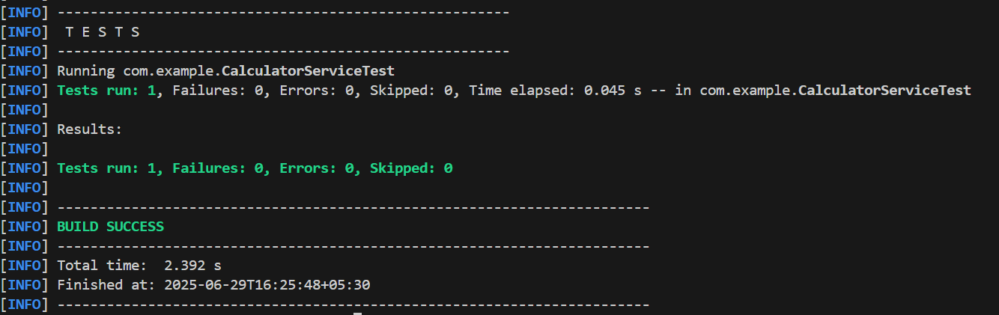 [INFO] -------------------------------------------------------
[INFO]  T E S T S
[INFO] -------------------------------------------------------
[INFO] Running com.example.CalculatorServiceTest
[INFO] Tests run: 1, Failures: 0, Errors: 0, Skipped: 0, Time elapsed: 0.045 s -- in com.example.CalculatorServiceTest
[INFO]
[INFO] Results:
[INFO]
[INFO] Tests run: 1, Failures: 0, Errors: 0, Skipped: 0
[INFO]
[INFO] ------------------------------------------------------------------------
[INFO] BUILD SUCCESS
[INFO] ------------------------------------------------------------------------
[INFO] Total time:  2.392 s
[INFO] Finished at: 2025-06-29T16:25:48+05:30
[INFO] ------------------------------------------------------------------------